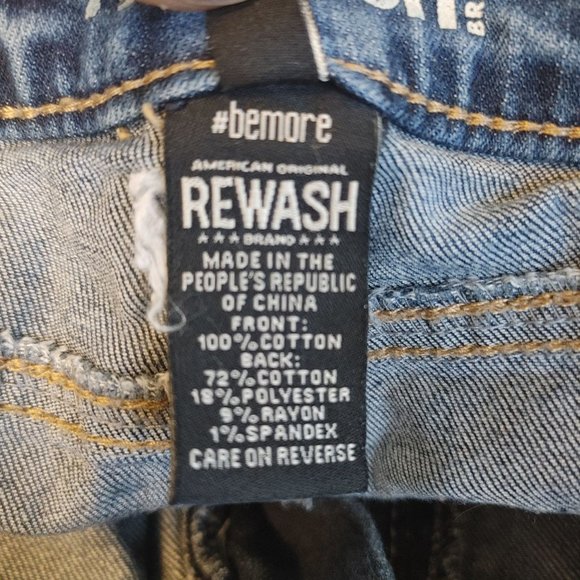 #bemore
AMERICAN ORIGINAL
REWASH
★★★ BRAND ★★★
MADE IN THE
PEOPLE'S REPUBLIC
OF CHINA
FRONT:
100% COTTON
BACK:
72% COTTON
18% POLYESTER
9% RAYON
1% SPANDEX
CARE ON REVERSE